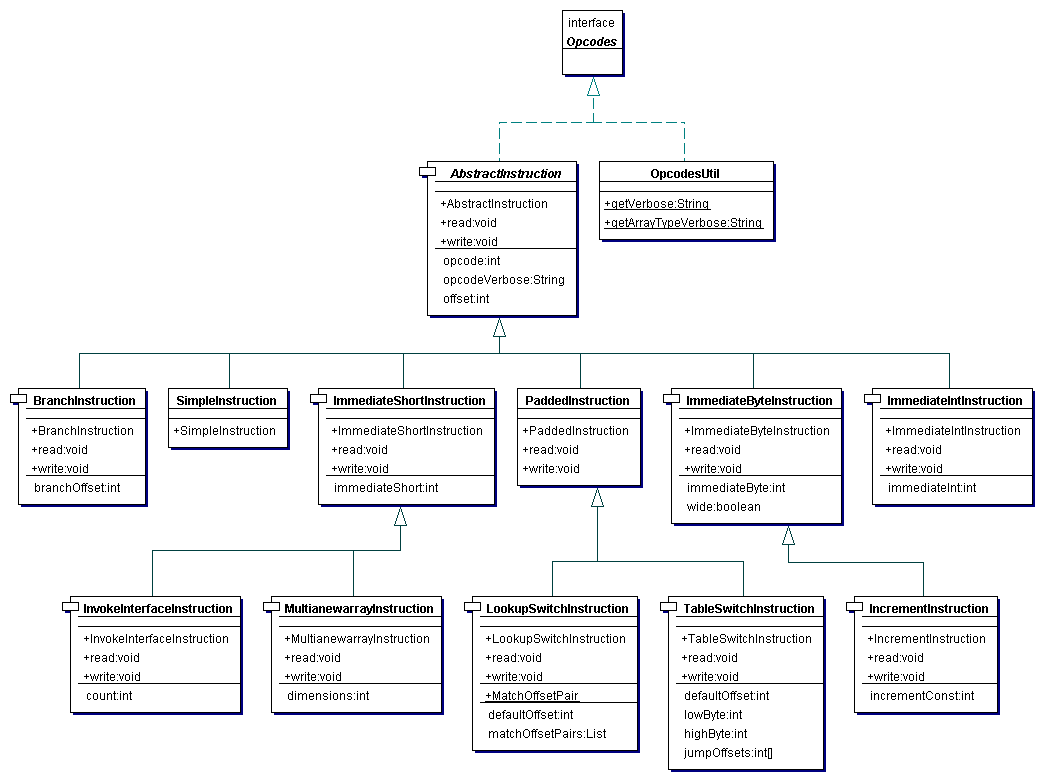 interface
Opcodes
AbstractInstruction
+AbstractInstruction
+read:void
+write:void
opcode:int
opcodeVerbose:String
offset:int
OpcodesUtil
+getVerbose:String
+getArrayTypeVerbose:String
BranchInstruction
+BranchInstruction
+read:void
+write:void
branchOffset:int
SimpleInstruction
+SimpleInstruction
ImmediateShortInstruction
+ImmediateShortInstruction
+read:void
+write:void
immediateShort:int
PaddedInstruction
+PaddedInstruction
+read:void
+write:void
ImmediateByteInstruction
+ImmediateByteInstruction
+read:void
+write:void
immediateByte:int
wide:boolean
ImmediateIntInstruction
+ImmediateIntInstruction
+read:void
+write:void
immediateInt:int
InvokeInterfaceInstruction
+InvokeInterfaceInstruction
+read:void
+write:void
count:int
MultianewarrayInstruction
+MultianewarrayInstruction
+read:void
+write:void
dimensions:int
LookupSwitchInstruction
+LookupSwitchInstruction
+read:void
+write:void
+MatchOffsetPair
defaultOffset:int
matchOffsetPairs:List
TableSwitchInstruction
+TableSwitchInstruction
+read:void
+write:void
defaultOffset:int
lowByte:int
highByte:int
jumpOffsets:int[]
IncrementInstruction
+IncrementInstruction
+read:void
+write:void
incrementConst:int